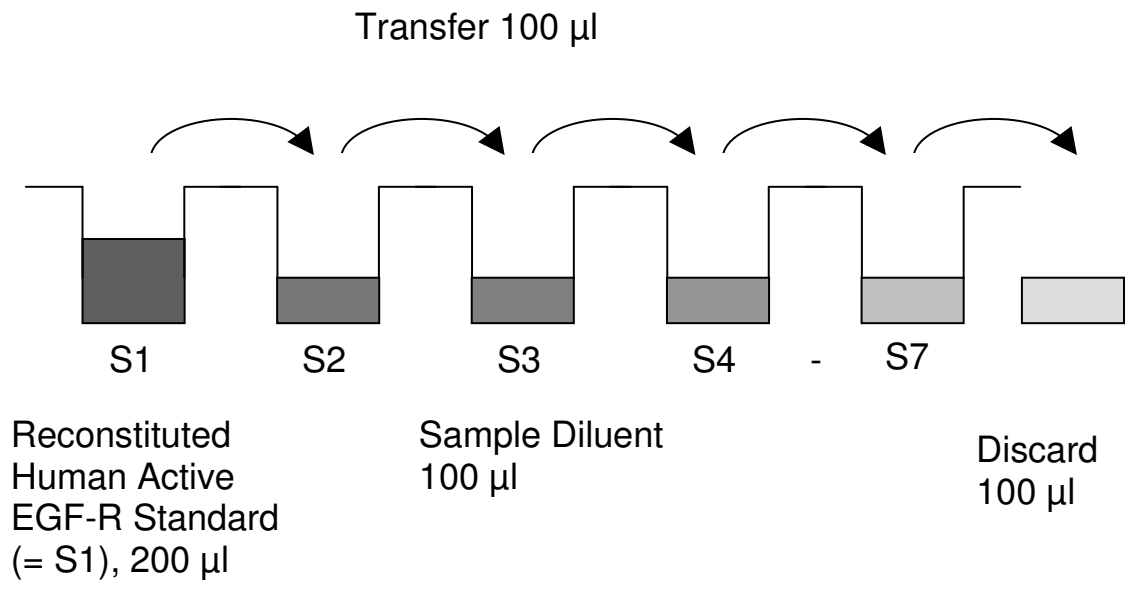 Transfer 100 µl
S1 S2 S3 S4 - S7
Reconstituted
Human Active
EGF-R Standard
(= S1), 200 µl
Sample Diluent
100 µl
Discard
100 µl